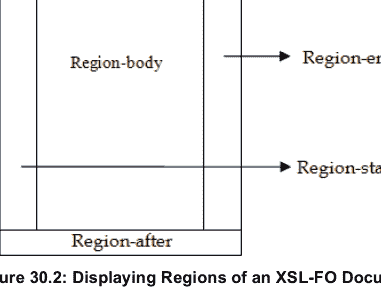 Region-body
Region-en
Region-sta
Region-after
ure 30.2: Displaying Regions of an XSL-FO Docu